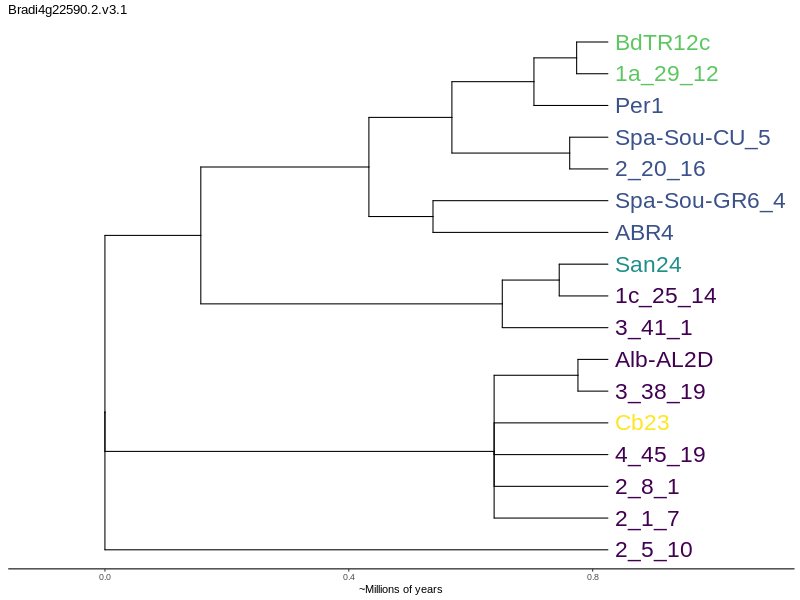 Bradi4g22590.2.v3.1
BdTR12c
1a_29_12
Per1
Spa-Sou-CU_5
2_20_16
Spa-Sou-GR6_4
ABR4
San24
1c_25_14
3_41_1
Alb-AL2D
3_38_19
Cb23
4_45_19
2_8_1
2_1_7
2_5_10
0.0 0.4 0.8
~Millions of years